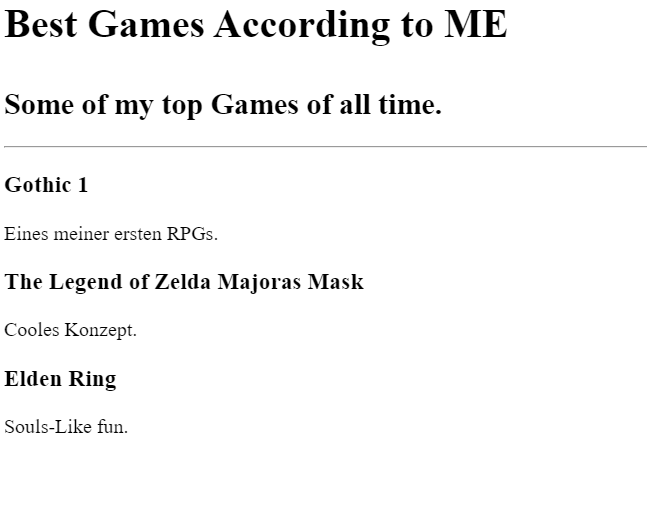 Best Games According to ME
Some of my top Games of all time.
Gothic 1
Eines meiner ersten RPGs.
The Legend of Zelda Majoras Mask
Cooles Konzept.
Elden Ring
Souls-Like fun.